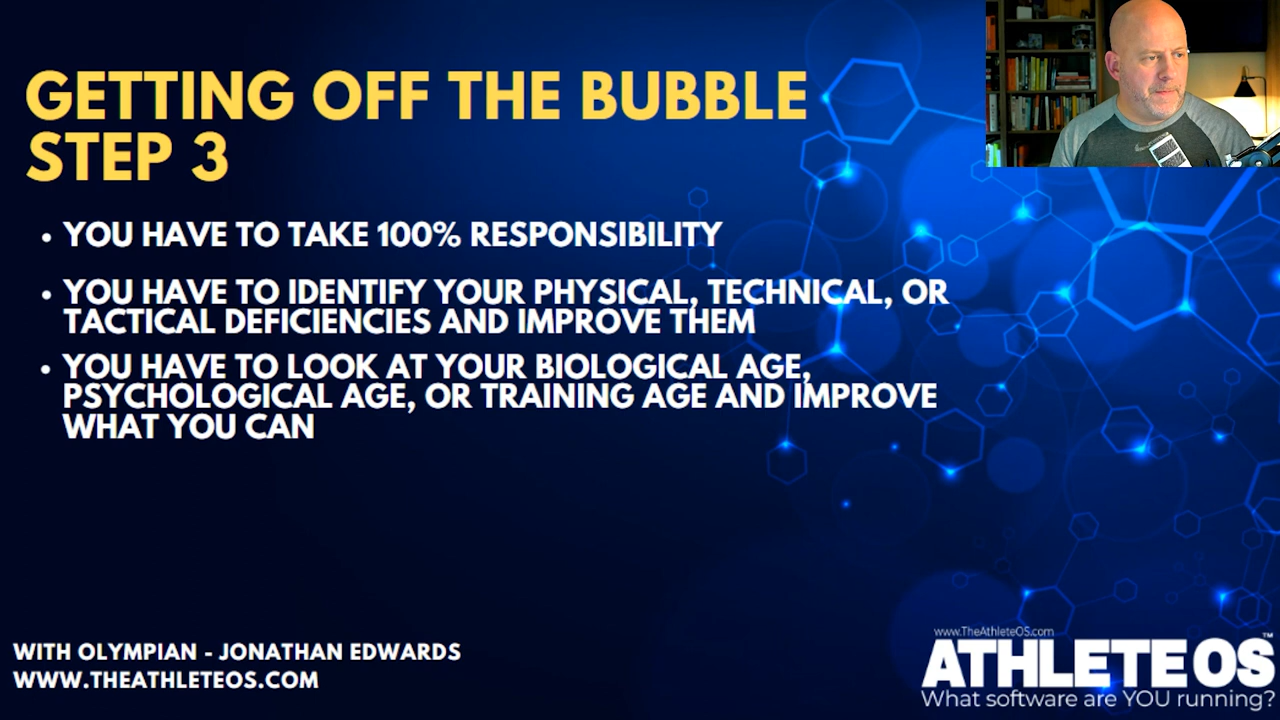 GETTING OFF THE BUBBLE
STEP 3
• YOU HAVE TO TAKE 100% RESPONSIBILITY
• YOU HAVE TO IDENTIFY YOUR PHYSICAL, TECHNICAL, OR
TACTICAL DEFICIENCIES AND IMPROVE THEM
• YOU HAVE TO LOOK AT YOUR BIOLOGICAL AGE,
PSYCHOLOGICAL AGE, OR TRAINING AGE AND IMPROVE
WHAT YOU CAN
WITH OLYMPIAN - JONATHAN EDWARDS
WWW.THEATHLETEOS.COM
www.TheAthleteOS.com
ATHLETE OS™
What software are YOU running?